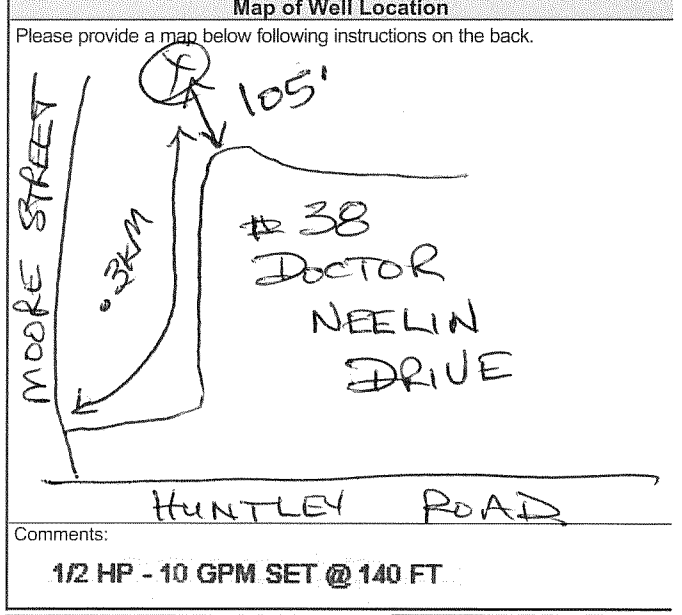 Map of Well Location
Please provide a map below following instructions on the back.
X
105'
MOORE STREET
.3KM
# 38
DOCTOR
NEELIN
DRIVE
HUNTLEY ROAD
Comments:
1/2 HP - 10 GPM SET @ 140 FT